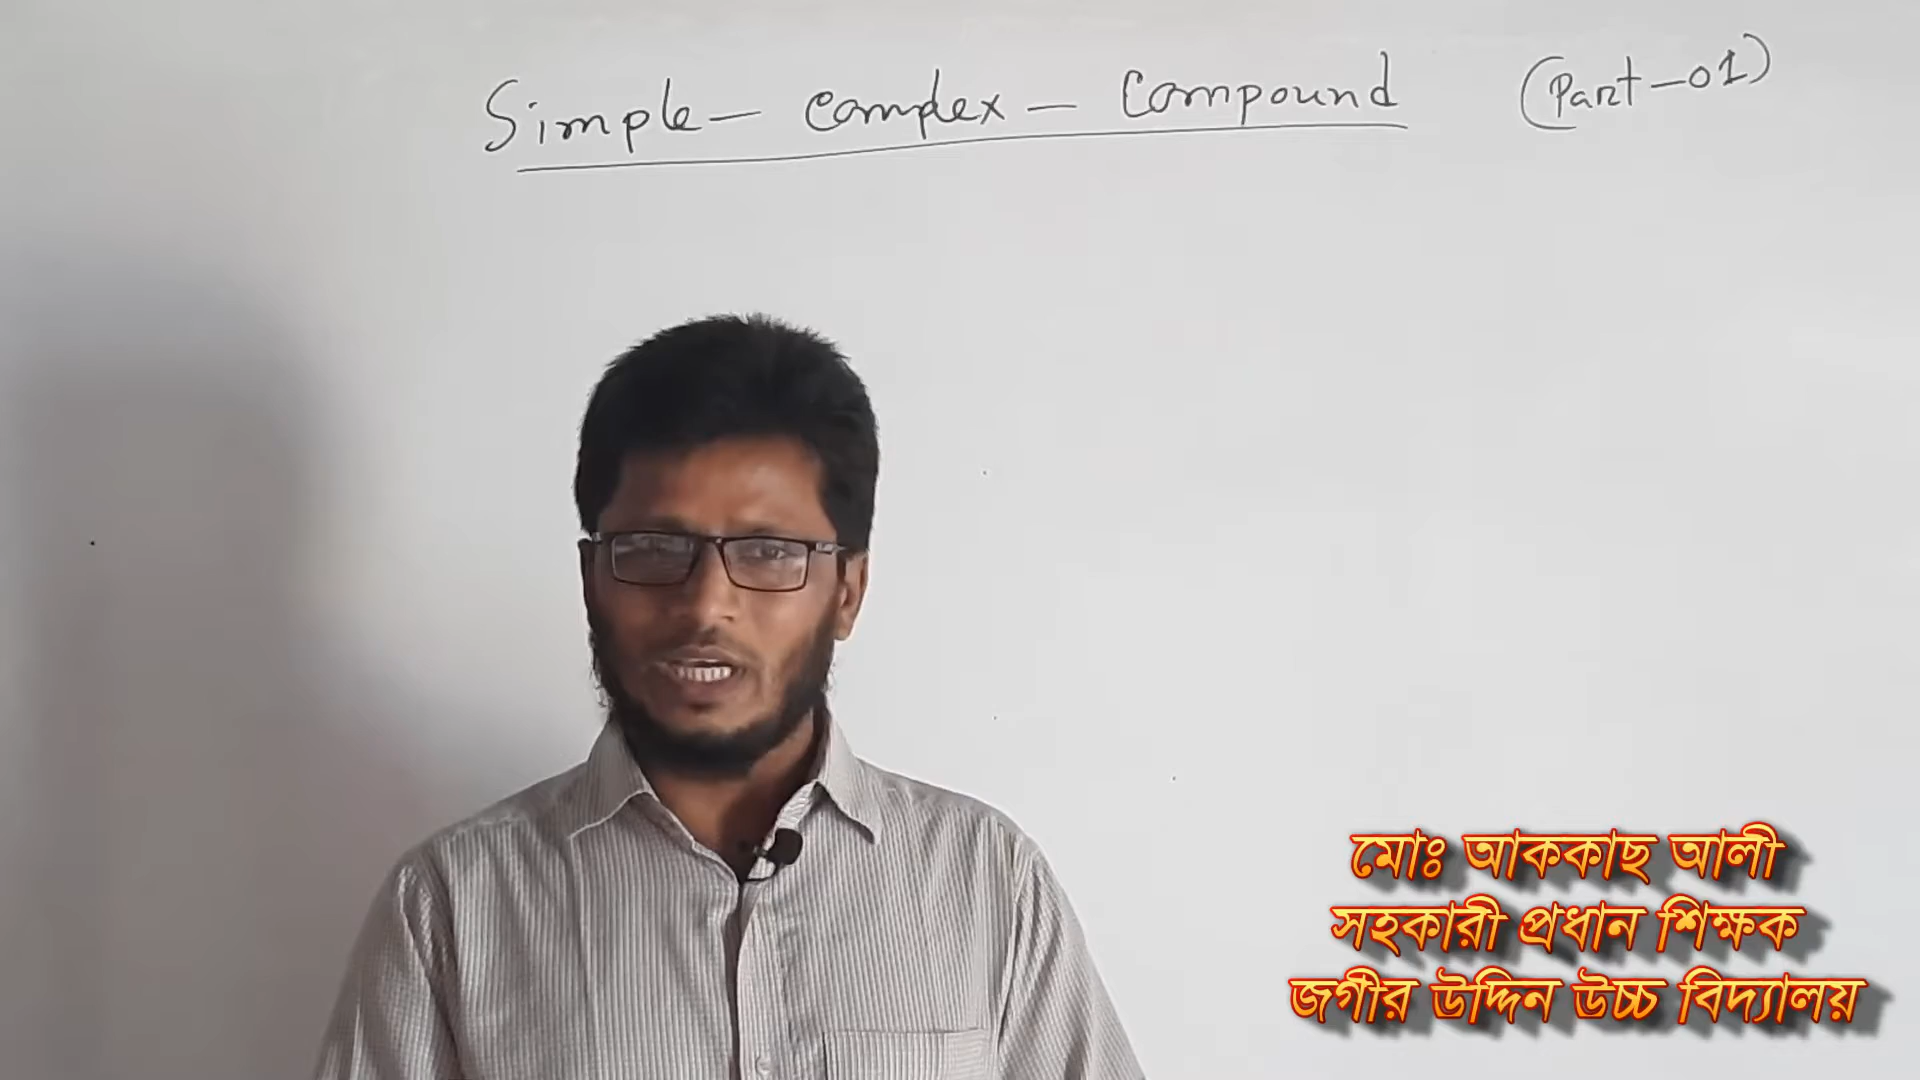 Simple – complex – Compound (Part – 01)
মোঃ আককাছ আলী
সহকারী প্রধান শিক্ষক
জগীর উদ্দিন উচ্চ বিদ্যালয়